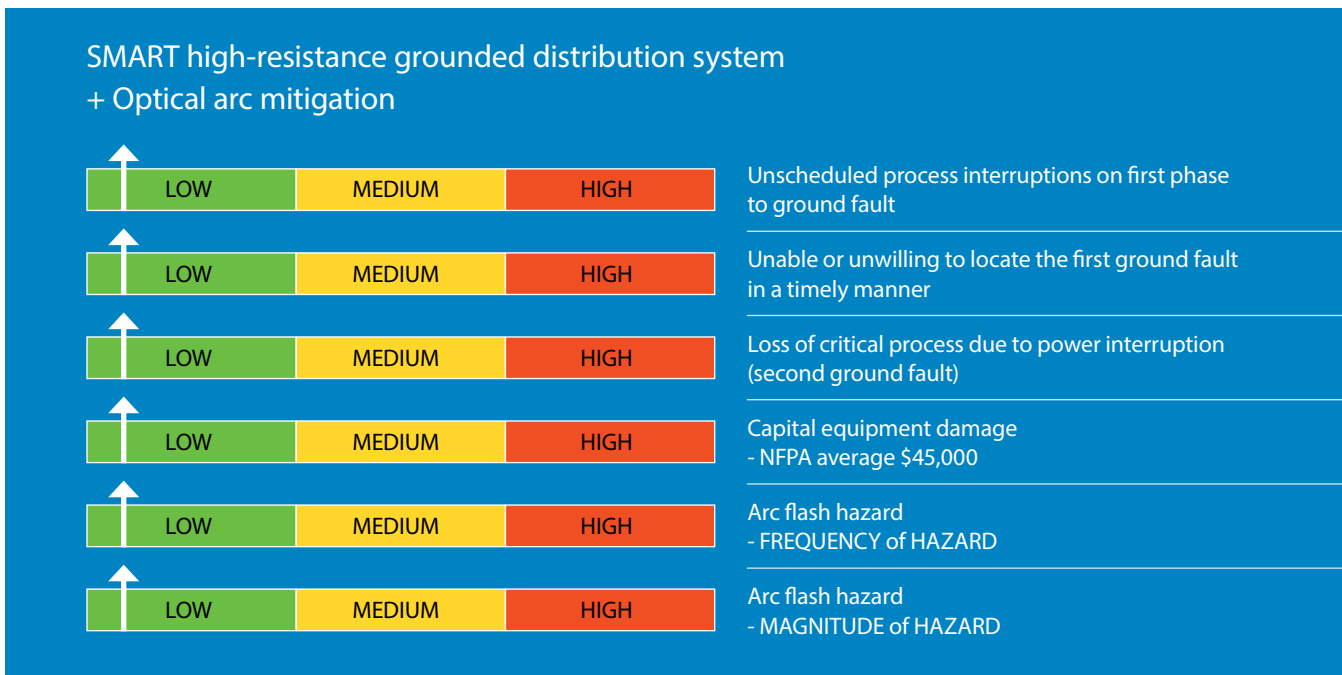 SMART high-resistance grounded distribution system
+ Optical arc mitigation
LOW MEDIUM HIGH
Unscheduled process interruptions on first phase
to ground fault
LOW MEDIUM HIGH
Unable or unwilling to locate the first ground fault
in a timely manner
LOW MEDIUM HIGH
Loss of critical process due to power interruption
(second ground fault)
LOW MEDIUM HIGH
Capital equipment damage
- NFPA average $45,000
LOW MEDIUM HIGH
Arc flash hazard
- FREQUENCY of HAZARD
LOW MEDIUM HIGH
Arc flash hazard
- MAGNITUDE of HAZARD